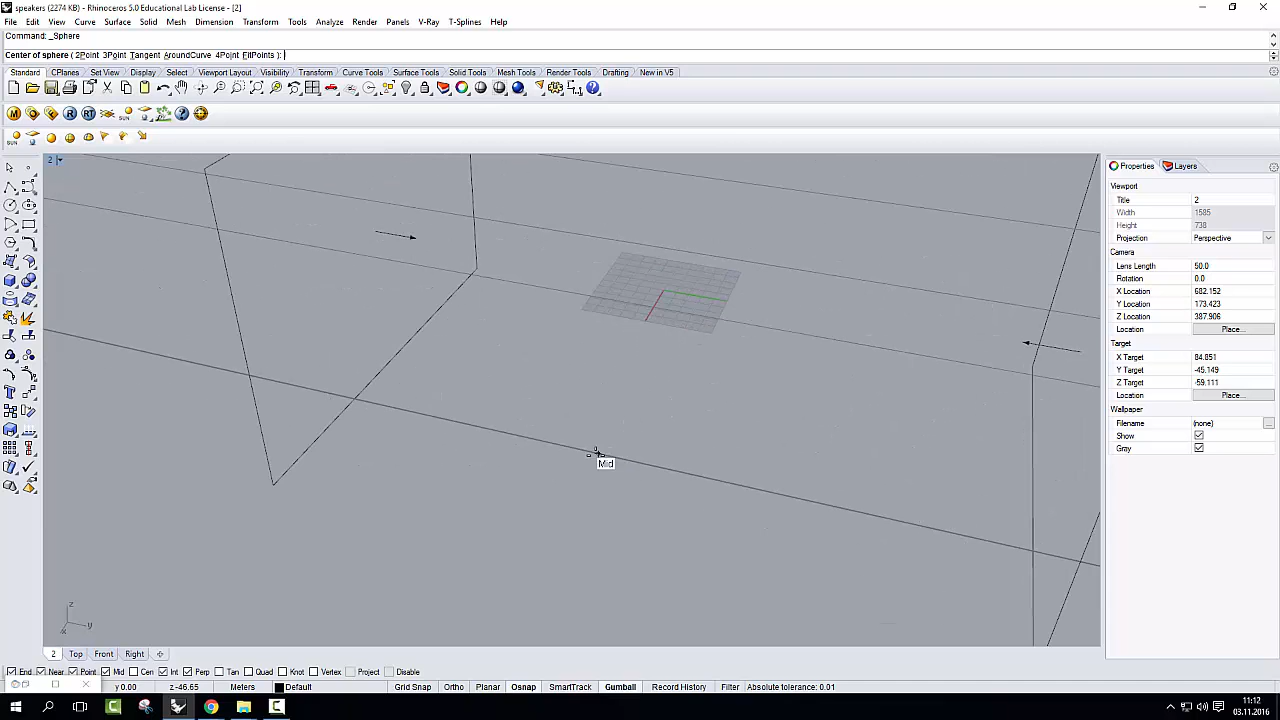 speakers (2274 KB) - Rhinoceros 5.0 Educational Lab License - [2]
File Edit View Curve Surface Solid Mesh Dimension Transform Tools Analyze Render Panels V-Ray T-Splines Help
Command: _Sphere
Center of sphere ( 2Point 3Point Tangent AroundCurve 4Point FitPoints ):
Standard CPlanes Set View Display Select Viewport Layout Visibility Transform Curve Tools Surface Tools Solid Tools Mesh Tools Render Tools Drafting New in V5
M R RT SUN
SUN
2
Properties Layers
Viewport
Title 2
Width 1585
Height 738
Projection Perspective
Camera
Lens Length 50.0
Rotation 0.0
X Location 682.152
Y Location 173.423
Z Location 387.906
Location Place...
Target
X Target 84.851
Y Target -45.149
Z Target -59.111
Location Place...
Wallpaper
Filename (none)
Show
Gray
Mid
z
y
x
2 Top Front Right
End Near Point Mid Cen Int Perp Tan Quad Knot Vertex Project Disable
y 0.00 z-46.65 Meters Default Grid Snap Ortho Planar Osnap SmartTrack Gumball Record History Filter Absolute tolerance: 0.01
11:12
03.11.2016